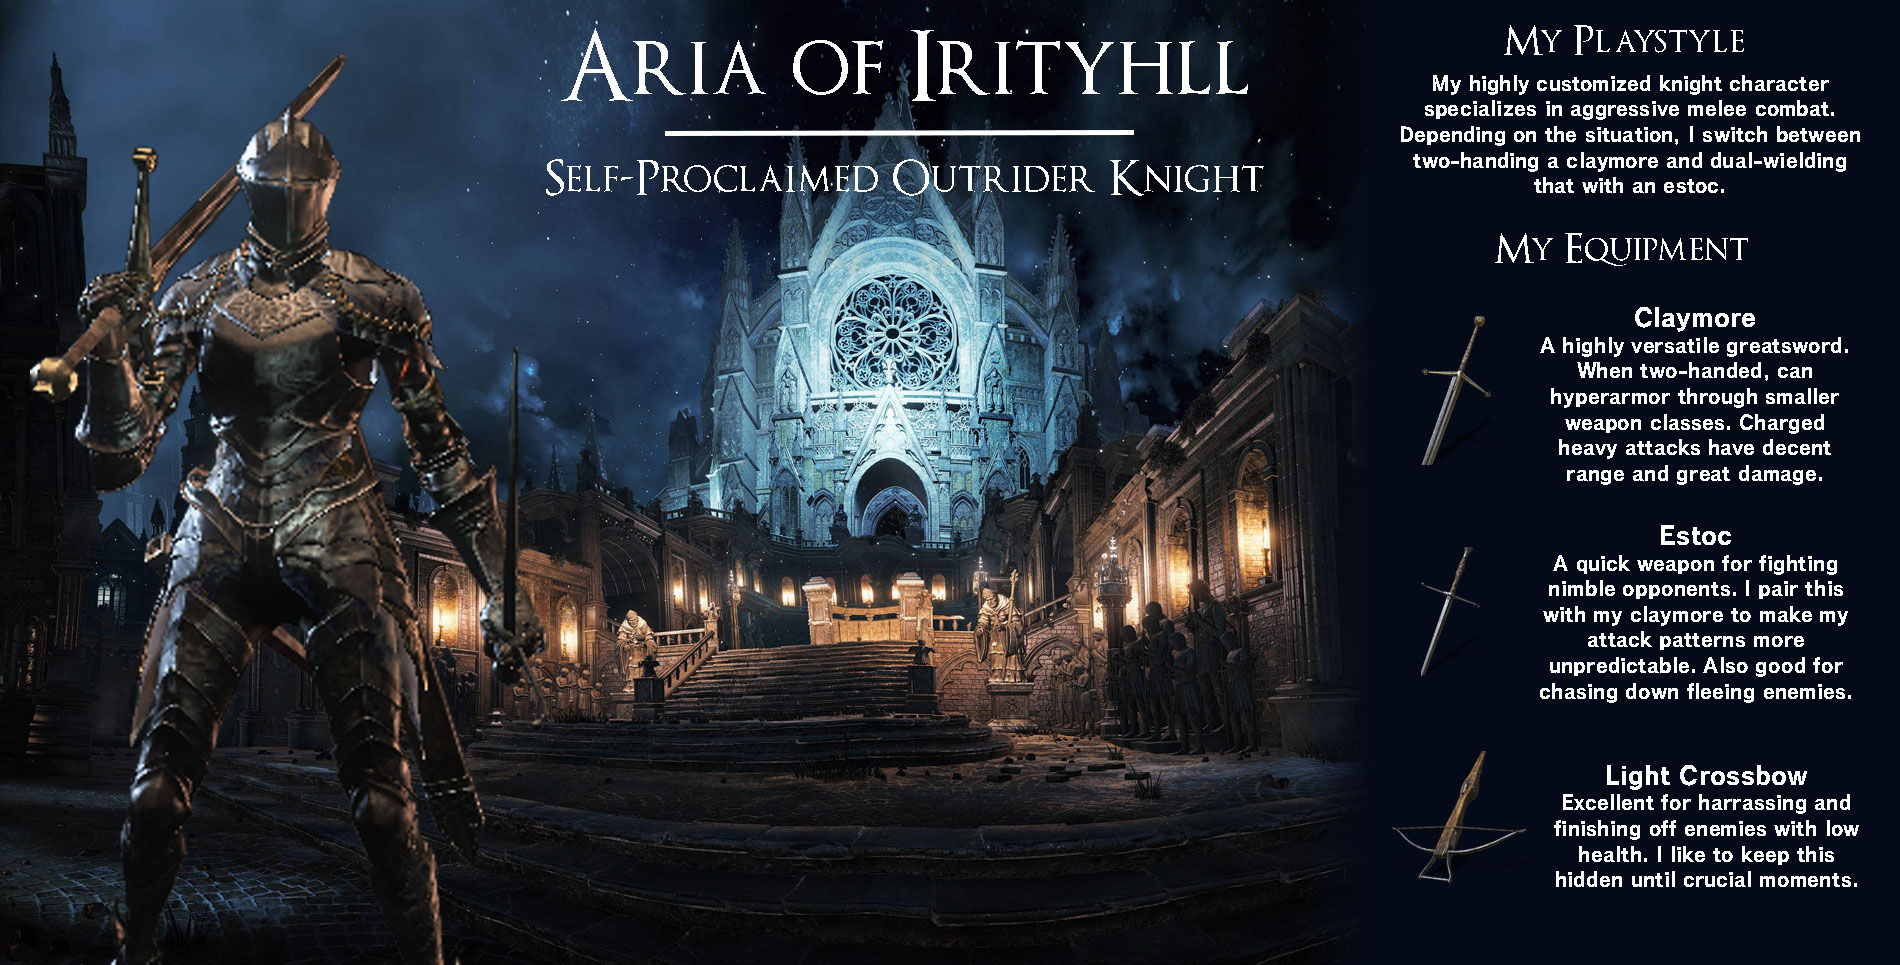 Aria of Irityhll
Self-Proclaimed Outrider Knight
My Playstyle
My highly customized knight character
specializes in aggressive melee combat.
Depending on the situation, I switch between
two-handing a claymore and dual-wielding
that with an estoc.
My Equipment
Claymore
A highly versatile greatsword.
When two-handed, can
hyperarmor through smaller
weapon classes. Charged
heavy attacks have decent
range and great damage.
Estoc
A quick weapon for fighting
nimble opponents. I pair this
with my claymore to make my
attack patterns more
unpredictable. Also good for
chasing down fleeing enemies.
Light Crossbow
Excellent for harrassing and
finishing off enemies with low
health. I like to keep this
hidden until crucial moments.